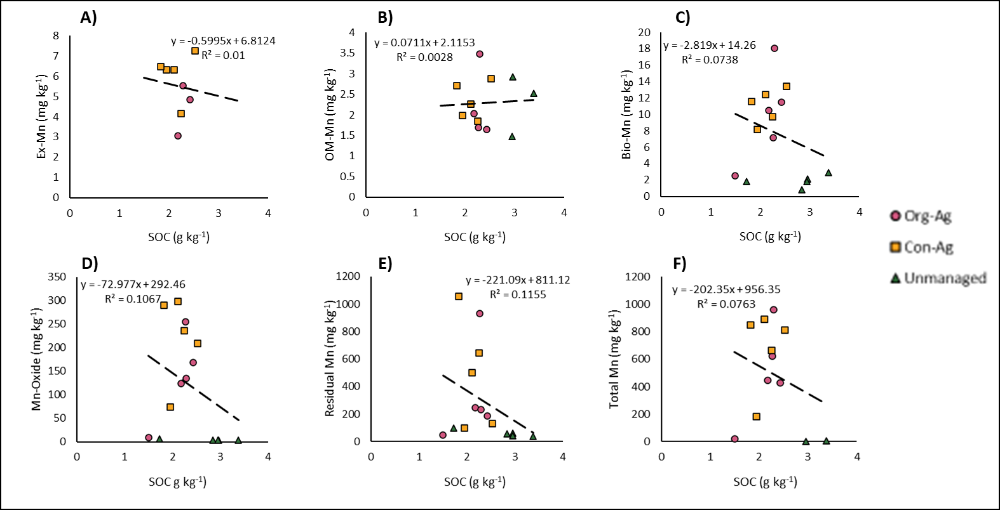 A)
y = -0.5995x + 6.8124
R² = 0.01
Ex-Mn (mg kg⁻¹)
8
7
6
5
4
3
2
1
0
0 1 2 3 4
SOC (g kg⁻¹)
B)
y = 0.0711x + 2.1153
R² = 0.0028
OM-Mn (mg kg⁻¹)
4
3.5
3
2.5
2
1.5
1
0.5
0
0 1 2 3 4
SOC (g kg⁻¹)
C)
y = -2.819x + 14.26
R² = 0.0738
Bio-Mn (mg kg⁻¹)
20
18
16
14
12
10
8
6
4
2
0
0 1 2 3 4
SOC (g kg⁻¹)
Org-Ag
Con-Ag
Unmanaged
D)
y = -72.977x + 292.46
R² = 0.1067
Mn-Oxide (mg kg⁻¹)
350
300
250
200
150
100
50
0
0 1 2 3 4
SOC g kg⁻¹)
E)
y = -221.09x + 811.12
R² = 0.1155
Residual Mn (mg kg⁻¹)
1200
1000
800
600
400
200
0
0 1 2 3 4
SOC (g kg⁻¹)
F)
y = -202.35x + 956.35
R² = 0.0763
Total Mn (mg kg⁻¹)
1200
1000
800
600
400
200
0
0 1 2 3 4
SOC (g kg⁻¹)